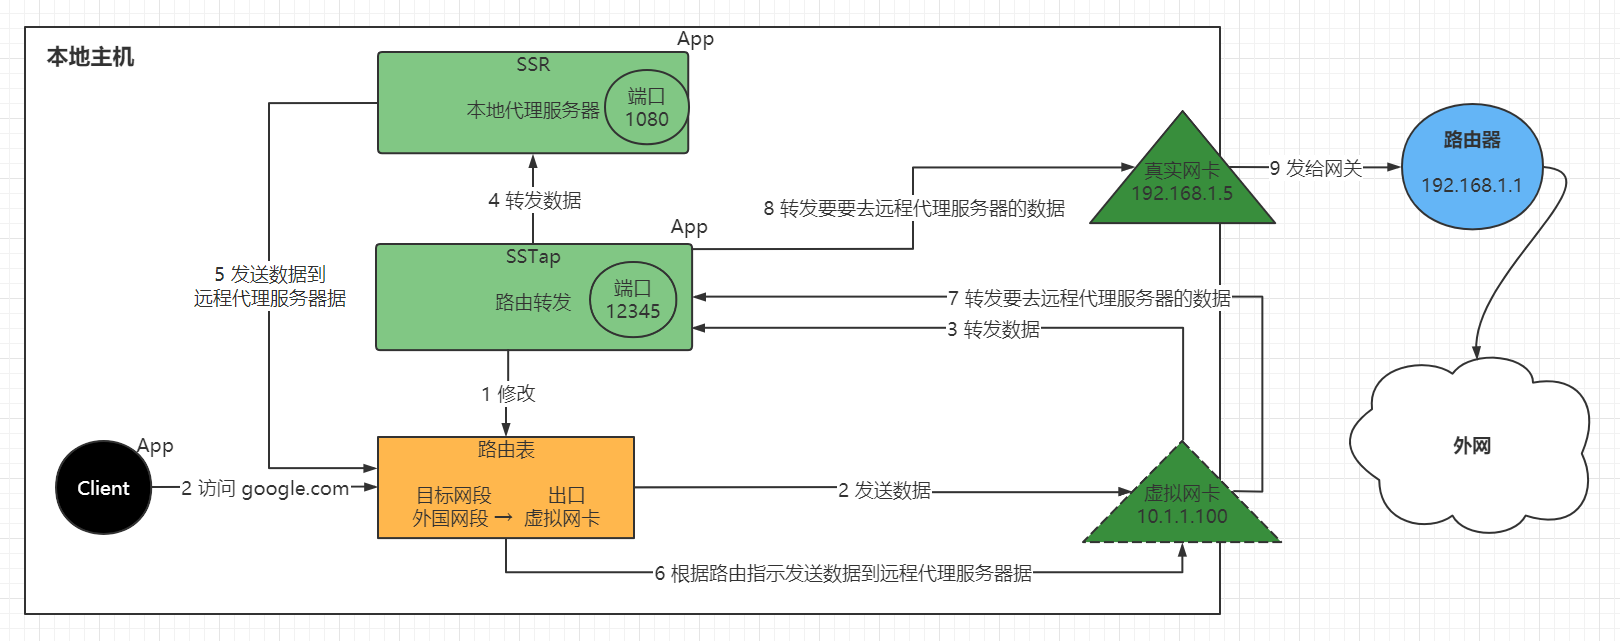 本地主机
App
SSR
本地代理服务器
端口
1080
4 转发数据
App
SSTap
路由转发
端口
12345
5 发送数据到
远程代理服务器据
8 转发要要去远程代理服务器的数据
真实网卡
192.168.1.5
9 发给网关
路由器
192.168.1.1
7 转发要去远程代理服务器的数据
3 转发数据
1 修改
App
Client
2 访问 google.com
路由表
目标网段 出口
外国网段 → 虚拟网卡
2 发送数据
虚拟网卡
10.1.1.100
6 根据路由指示发送数据到远程代理服务器据
外网